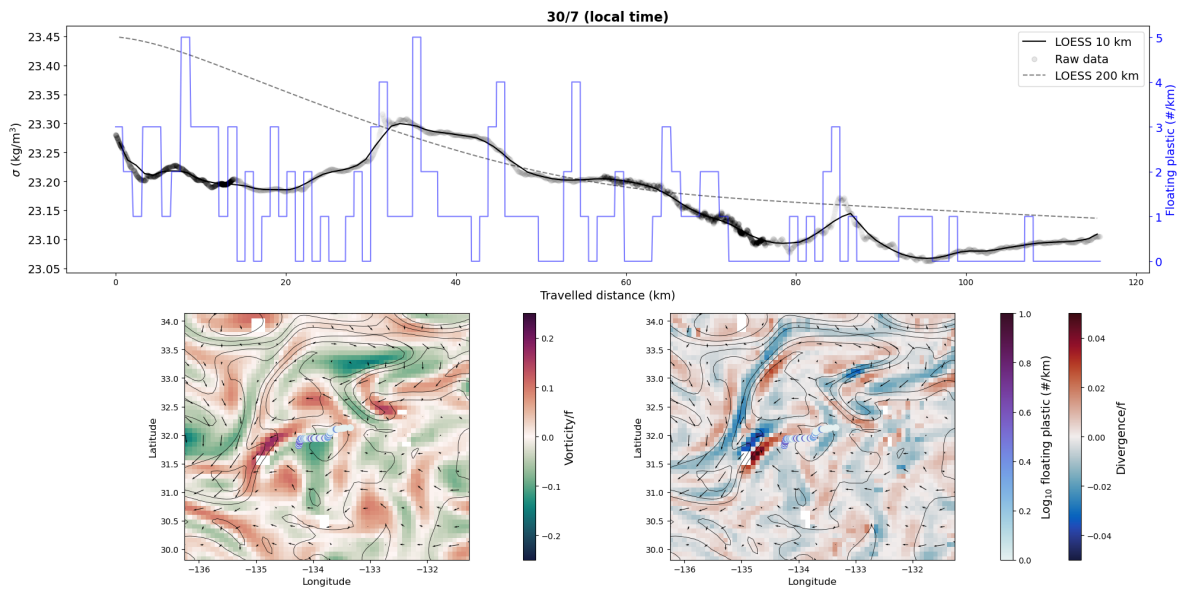 30/7 (local time)
σ (kg/m³)
23.45
23.40
23.35
23.30
23.25
23.20
23.15
23.10
23.05
LOESS 10 km
Raw data
LOESS 200 km
5
4
3
2
1
0
Floating plastic (#/km)
0 20 40 60 80 100 120
Travelled distance (km)
Latitude
34.0
33.5
33.0
32.5
32.0
31.5
31.0
30.5
30.0
−136 −135 −134 −133 −132
Longitude
0.2
0.1
0.0
−0.1
−0.2
Vorticity/f
Latitude
34.0
33.5
33.0
32.5
32.0
31.5
31.0
30.5
30.0
−136 −135 −134 −133 −132
Longitude
1.0
0.8
0.6
0.4
0.2
0.0
Log₁₀ floating plastic (#/km)
0.04
0.02
0.00
−0.02
−0.04
Divergence/f